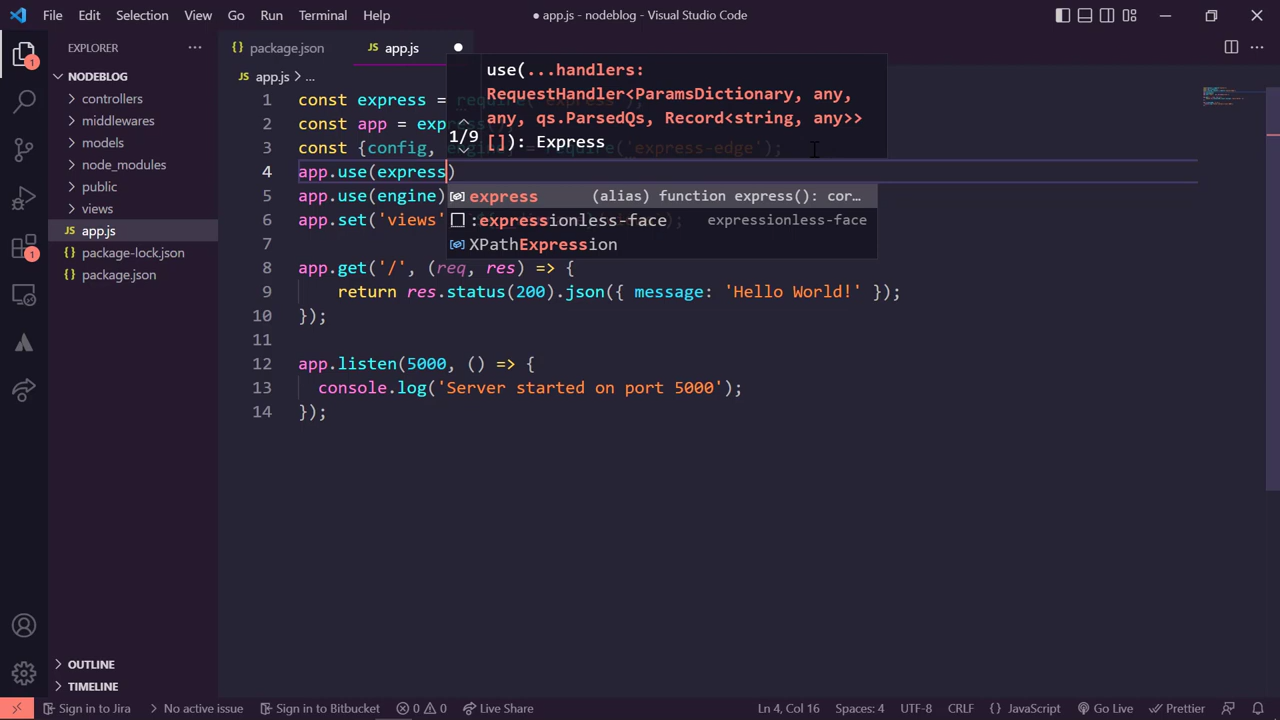 File Edit Selection View Go Run Terminal Help
● app.js - nodeblog - Visual Studio Code
EXPLORER ...
package.json
JS app.js
NODEBLOG
controllers
middlewares
models
node_modules
public
views
JS app.js
package-lock.json
package.json
OUTLINE
TIMELINE
JS app.js > ...
use(...handlers:
RequestHandler<ParamsDictionary, any,
any, qs.ParsedQs, Record<string, any>>
[]): Express
1/9
1 const express =
2 const app =
3 const {config, = require('express-edge');
4 app.use(express)
5 app.use(engine)
6 app.set('views'
7
8 app.get('/', (req, res) => {
9 return res.status(200).json({ message: 'Hello World!' });
10 });
11
12 app.listen(5000, () => {
13 console.log('Server started on port 5000');
14 });
express (alias) function express(): cor...
:expressionless-face expressionless-face
XPathExpression
1
1
Sign in to Jira No active issue Sign in to Bitbucket 0 0 Live Share Ln 4, Col 16 Spaces: 4 UTF-8 CRLF {} JavaScript Go Live Prettier